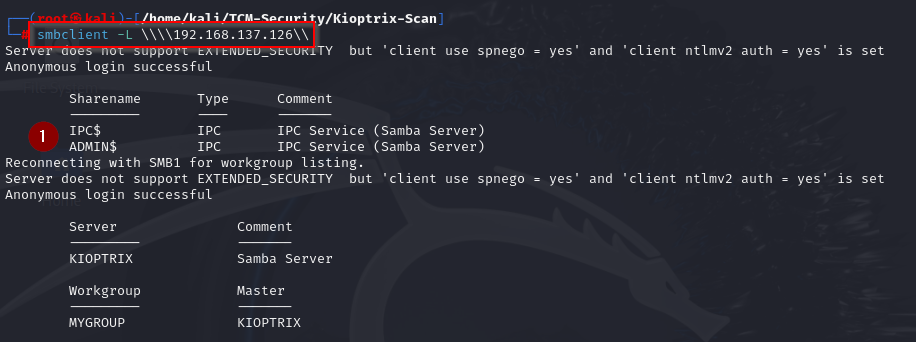 ┌──(root㉿kali)-[/home/kali/TCM-Security/Kioptrix-Scan]
└─# smbclient -L \\\\192.168.137.126\\
Server does not support EXTENDED_SECURITY  but 'client use spnego = yes' and 'client ntlmv2 auth = yes' is set
Anonymous login successful
Sharename       Type      Comment
---------       ----      -------
1
IPC$            IPC       IPC Service (Samba Server)
ADMIN$          IPC       IPC Service (Samba Server)
Reconnecting with SMB1 for workgroup listing.
Server does not support EXTENDED_SECURITY  but 'client use spnego = yes' and 'client ntlmv2 auth = yes' is set
Anonymous login successful
Server               Comment
---------            -------
KIOPTRIX             Samba Server
Workgroup            Master
---------            -------
MYGROUP              KIOPTRIX